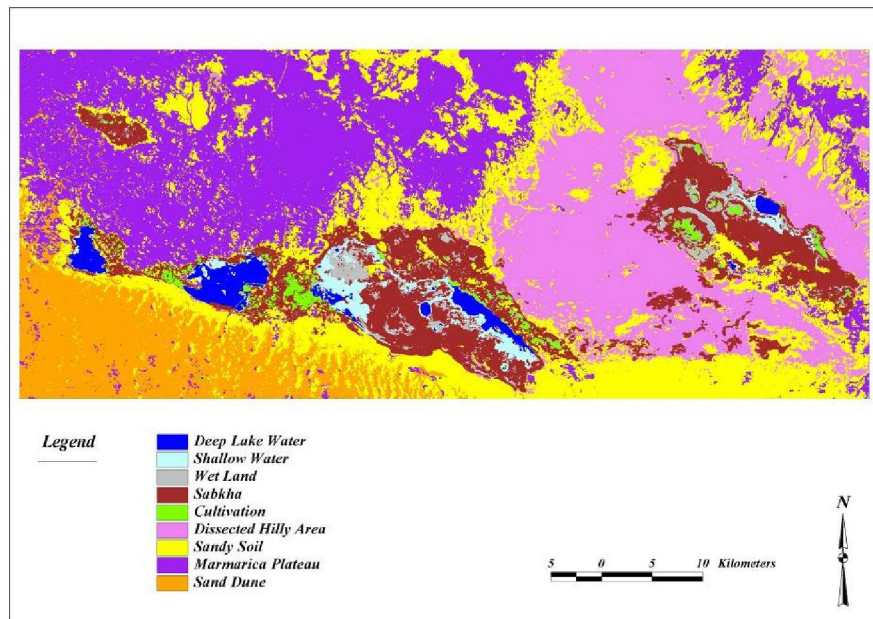 Legend
Deep Lake Water
Shallow Water
Wet Land
Sabkha
Cultivation
Dissected Hilly Area
Sandy Soil
Marmarica Plateau
Sand Dune
5 0 5 10 Kilometers
N